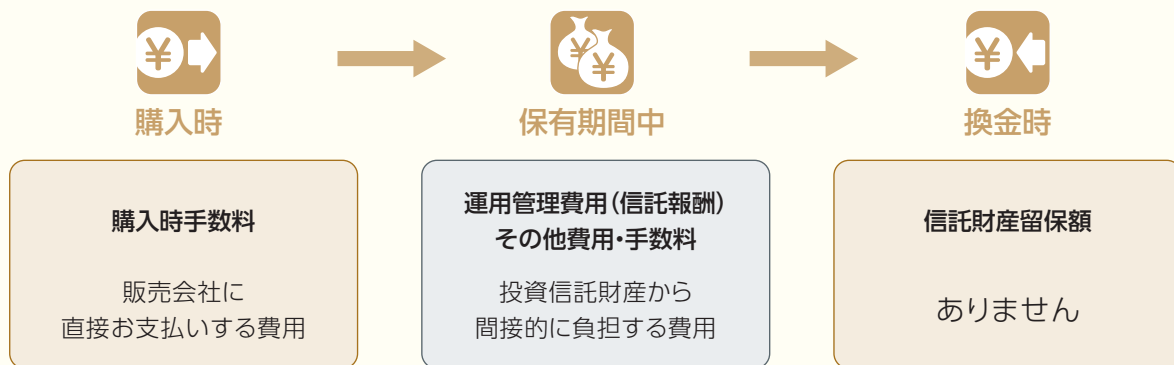 ¥
¥
¥
¥
購入時
保有期間中
換金時
購入時手数料
販売会社に
直接お支払いする費用
運用管理費用(信託報酬)
その他費用・手数料
投資信託財産から
間接的に負担する費用
信託財産留保額
ありません